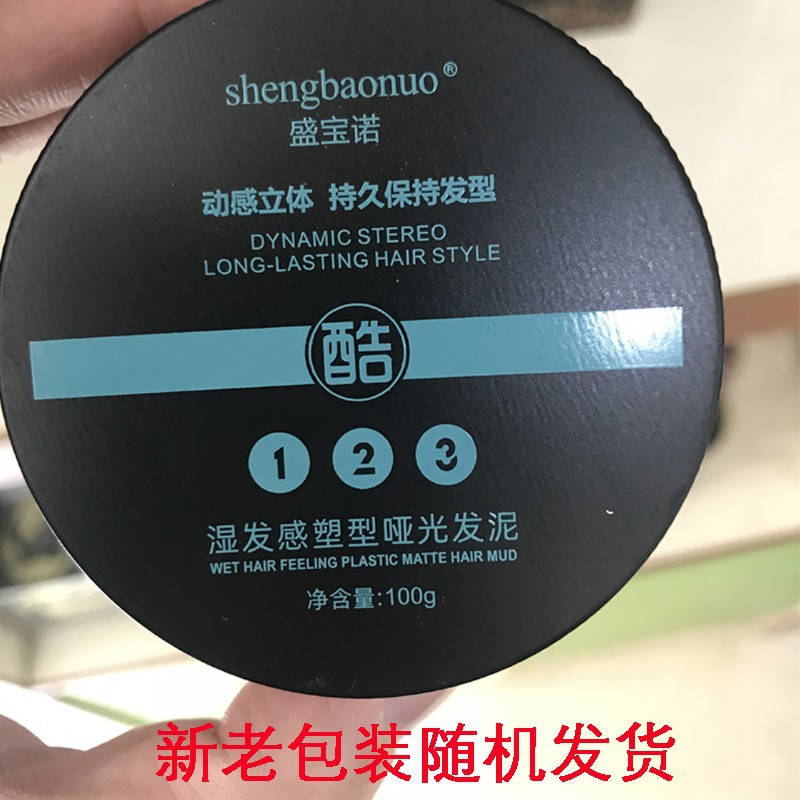 shengbaonuo®
盛宝诺
动感立体 持久保持发型
DYNAMIC STEREO
LONG-LASTING HAIR STYLE
酷
1 2 3
湿发感塑型哑光发泥
WET HAIR FEELING PLASTIC MATTE HAIR MUD
净含量:100g
新老包装随机发货